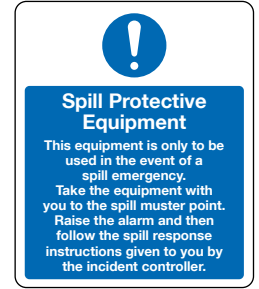 Spill Protective
Equipment
This equipment is only to be
used in the event of a
spill emergency.
Take the equipment with
you to the spill muster point.
Raise the alarm and then
follow the spill response
instructions given to you by
the incident controller.